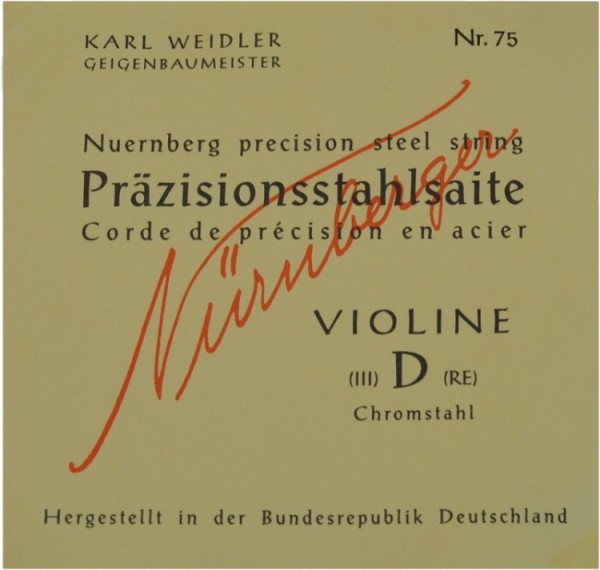 KARL WEIDLER
GEIGENBAUMEISTER
Nr. 75
Nuernberg precision steel string
Präzisionsstahlsaite
Corde de précision en acier
Nürnberger
VIOLINE
(III) D (RE)
Chromstahl
Hergestellt in der Bundesrepublik Deutschland